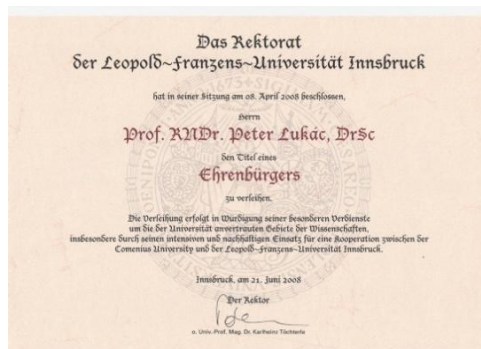 Das Rektorat
der Leopold~Franzens~Universität Innsbruck
hat in seiner Sitzung am 08. April 2008 beschlossen,
Herrn
Prof. RNDr. Peter Lukáč, DrSc
den Titel eines
Ehrenbürgers
zu verleihen.
Die Verleihung erfolgt in Würdigung seiner besonderen Verdienste
um die der Universität anvertrauten Gebiete der Wissenschaften,
insbesondere durch seinen intensiven und nachhaltigen Einsatz für eine Kooperation zwischen der
Comenius University und der Leopold~Franzens~Universität Innsbruck.
Innsbruck, am 21. Juni 2008
Der Rektor
o. Univ.-Prof. Mag. Dr. Karlheinz Töchterle